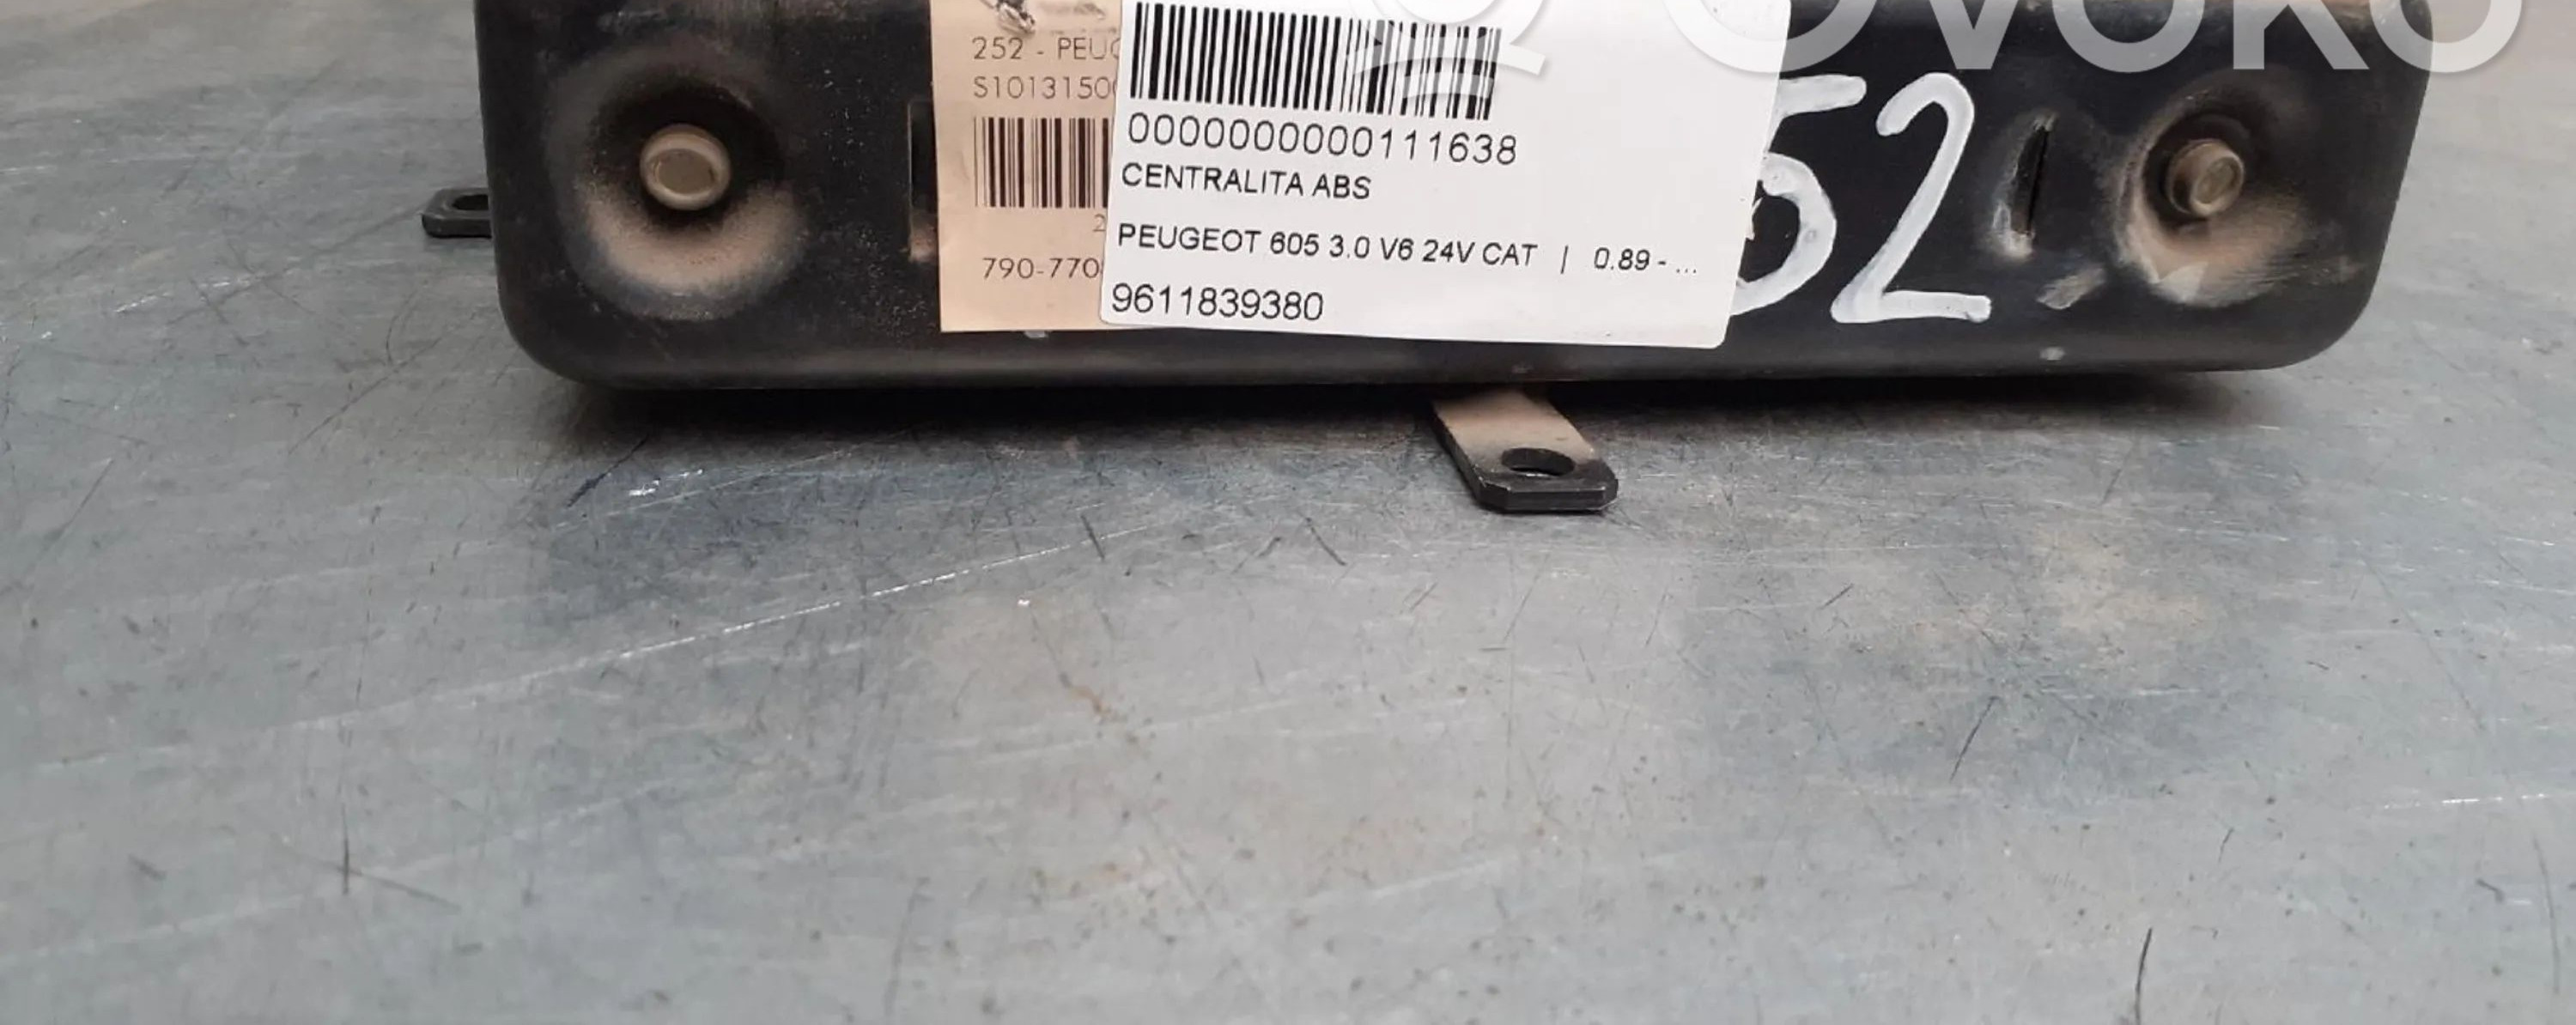 OVOKO
252 - PEUG
S1013150
790-770
0000000000111638
CENTRALITA ABS
PEUGEOT 605 3.0 V6 24V CAT | 0.89 - ...
9611839380
52